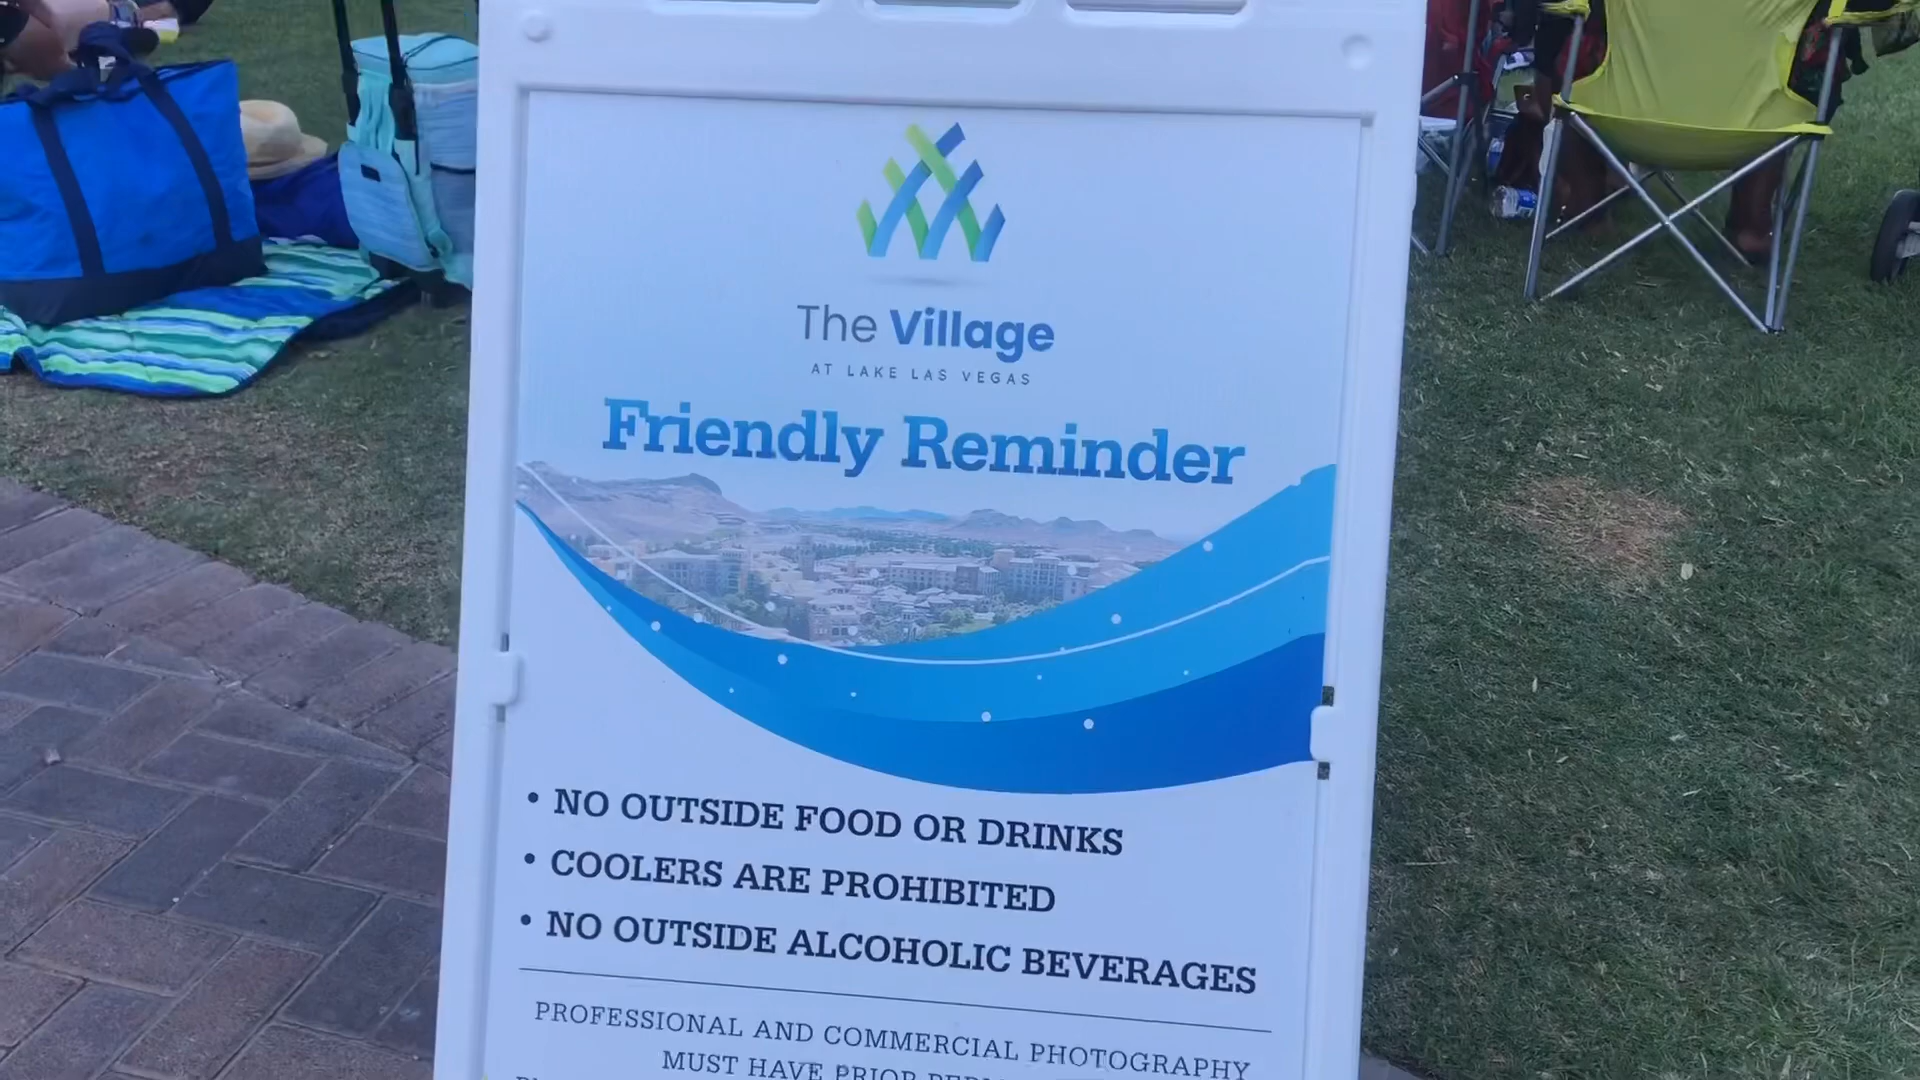 The Village
AT LAKE LAS VEGAS
Friendly Reminder
• NO OUTSIDE FOOD OR DRINKS
• COOLERS ARE PROHIBITED
• NO OUTSIDE ALCOHOLIC BEVERAGES
PROFESSIONAL AND COMMERCIAL PHOTOGRAPHY
MUST HAVE PRIOR